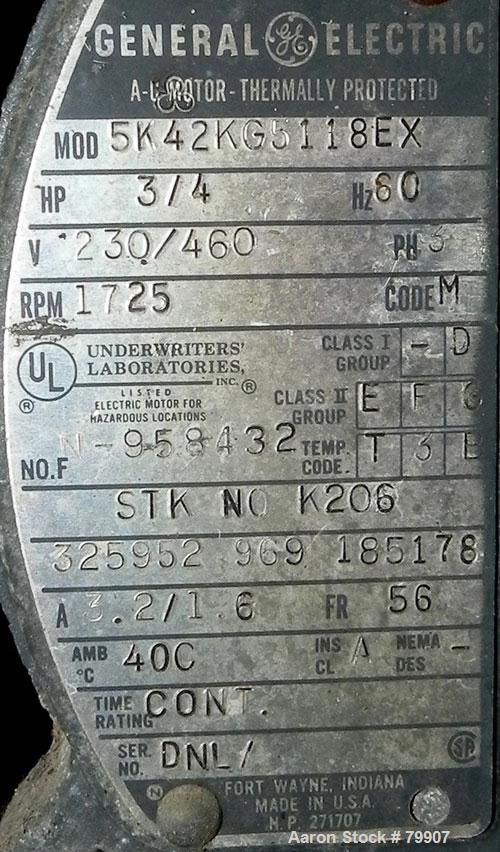 GENERAL GE ELECTRIC
A-C MOTOR - THERMALLY PROTECTED
MOD 5K42KG5118EX
HP 3/4 Hz 60
V 230/460 PH 3
RPM 1725 CODE M
UL ® UNDERWRITERS' LABORATORIES, INC. ®
LISTED
ELECTRIC MOTOR FOR
HAZARDOUS LOCATIONS
CLASS I GROUP - D
CLASS II GROUP E F G
NO. F N-958432 TEMP. CODE. T 3 B
STK NO K206
325952 969 185178
A 3.2/1.6 FR 56
AMB °C 40C INS CL A NEMA DES -
TIME RATING CONT.
SER. NO. DNL/ SA
N FORT WAYNE, INDIANA
MADE IN U.S.A.
N.P. 271707
Aaron Stock # 79907